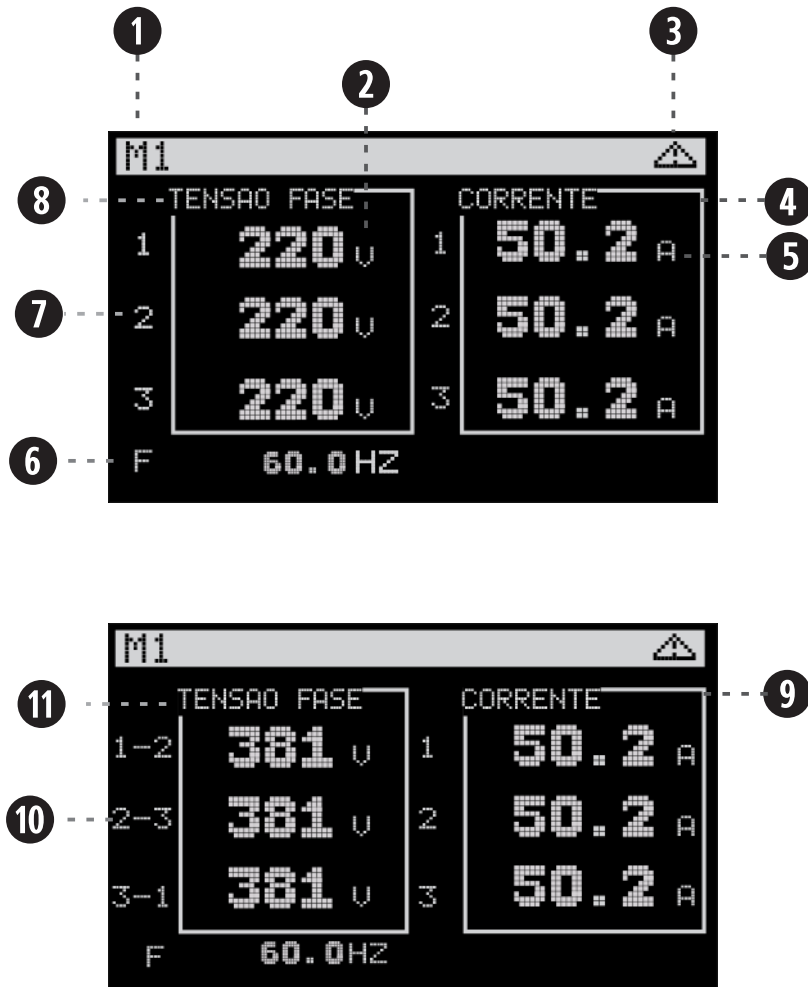 1 3
2
M1
8 TENSAO FASE CORRENTE 4
1 220 V 1 50.2 A 5
7 2 220 V 2 50.2 A
3 220 V 3 50.2 A
6 F 60.0 HZ
M1
11 TENSAO FASE CORRENTE 9
1-2 381 V 1 50.2 A
10 2-3 381 V 2 50.2 A
3-1 381 V 3 50.2 A
F 60.0HZ